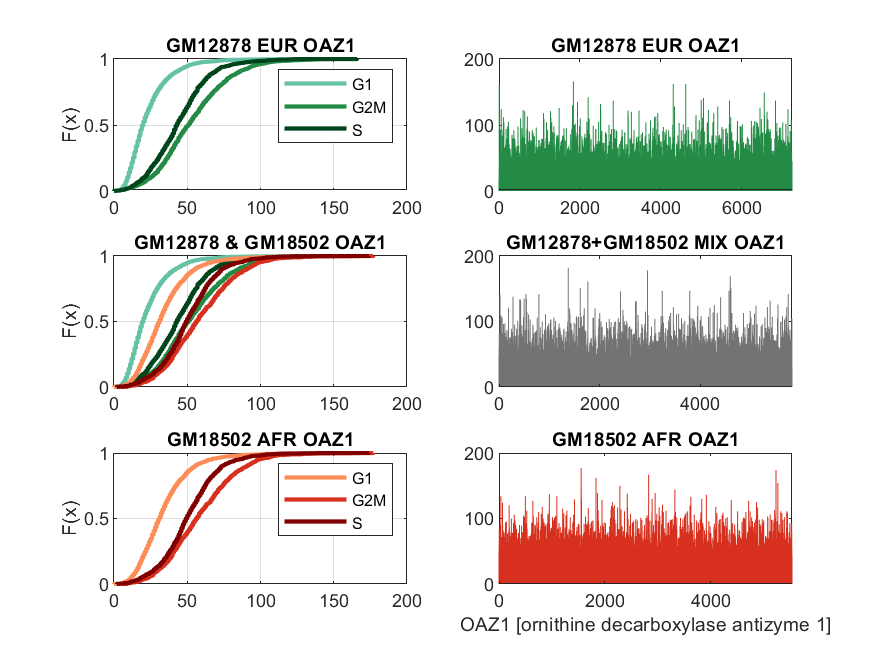 GM12878 EUR OAZ1
F(x)
1
0.5
0
0 50 100 150 200
G1
G2M
S
GM12878 EUR OAZ1
200
100
0
0 2000 4000 6000
GM12878 & GM18502 OAZ1
F(x)
1
0.5
0
0 50 100 150 200
GM12878+GM18502 MIX OAZ1
200
100
0
0 2000 4000
GM18502 AFR OAZ1
F(x)
1
0.5
0
0 50 100 150 200
G1
G2M
S
GM18502 AFR OAZ1
200
100
0
0 2000 4000
OAZ1 [ornithine decarboxylase antizyme 1]